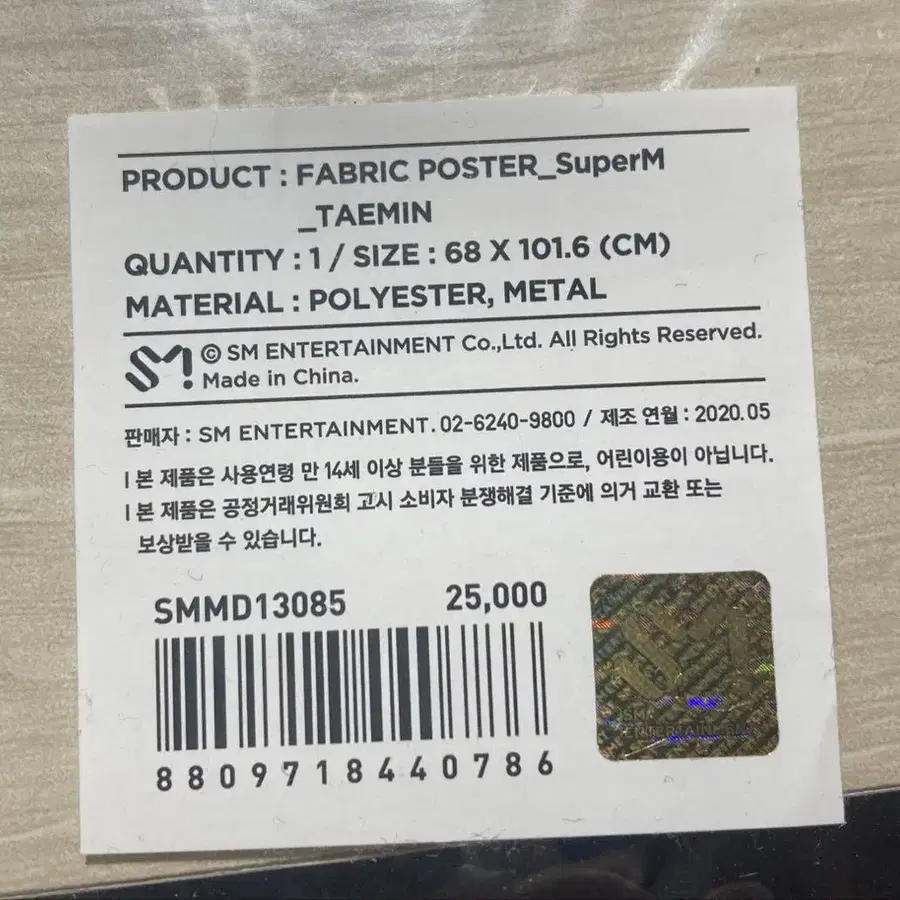 PRODUCT : FABRIC POSTER_SuperM
_TAEMIN
QUANTITY : 1 / SIZE : 68 X 101.6 (CM)
MATERIAL : POLYESTER, METAL
SM!
© SM ENTERTAINMENT Co.,Ltd. All Rights Reserved.
Made in China.
판매자 : SM ENTERTAINMENT. 02-6240-9800 / 제조 연월 : 2020.05
l 본 제품은 사용연령 만 14세 이상 분들을 위한 제품으로, 어린이용이 아닙니다.
l 본 제품은 공정거래위원회 고시 소비자 분쟁해결 기준에 의거 교환 또는
보상받을 수 있습니다.
SMMD13085 25,000
8809718440786